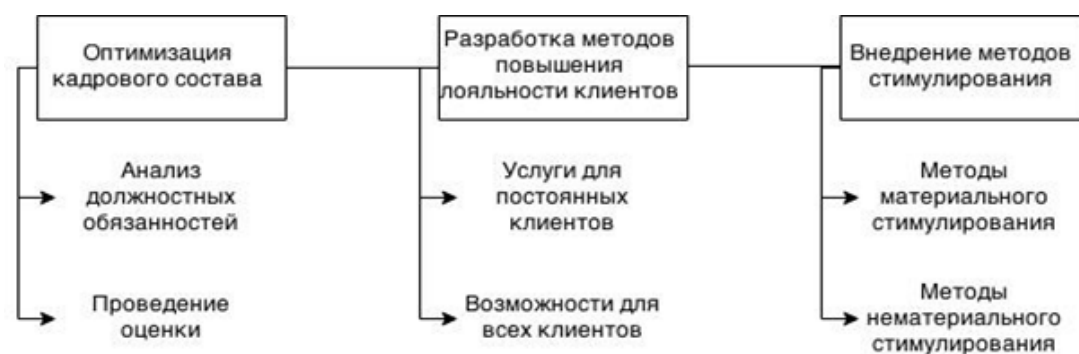 Оптимизация
кадрового состава
Анализ
должностных
обязанностей
Проведение
оценки
Разработка методов
повышения
лояльности клиентов
Услуги для
постоянных
клиентов
Возможности для
всех клиентов
Внедрение методов
стимулирования
Методы
материального
стимулирования
Методы
нематериального
стимулирования